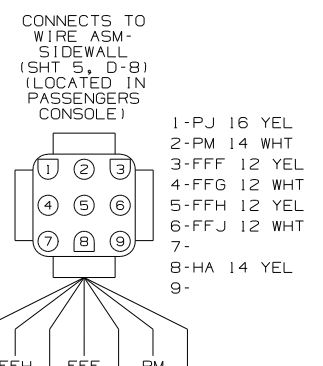 CONNECTS TO
WIRE ASM-
SIDEWALL
(SHT 5, D-8)
(LOCATED IN
PASSENGERS
CONSOLE)
1-PJ 16 YEL
2-PM 14 WHT
3-FFF 12 YEL
4-FFG 12 WHT
5-FFH 12 YEL
6-FFJ 12 WHT
7-
8-HA 14 YEL
9-
1 2 3
4 5 6
7 8 9
FFH FFF PM